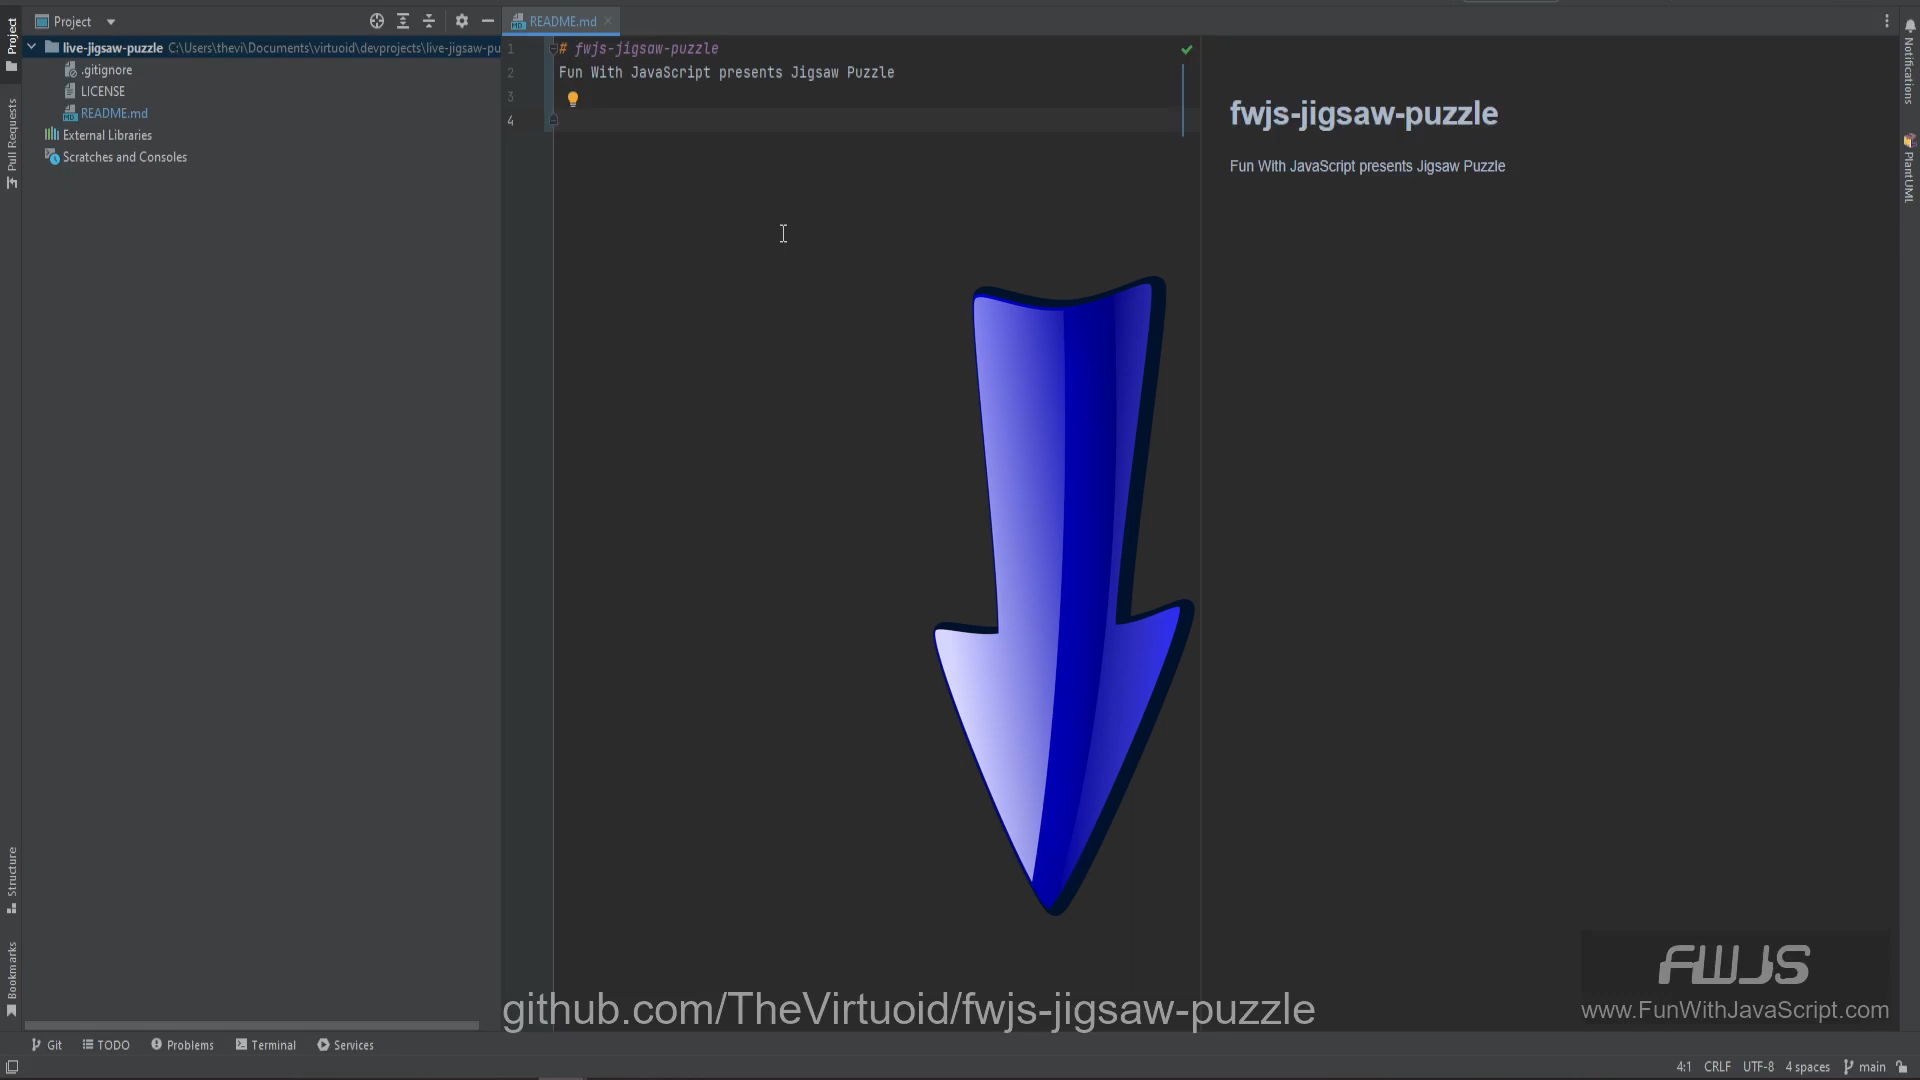 Project
README.md
live-jigsaw-puzzle C:\Users\thevi\Documents\virtuoid\devprojects\live-jigsaw-pu
.gitignore
LICENSE
README.md
External Libraries
Scratches and Consoles
Project
Pull Requests
Structure
Bookmarks
1 # fwjs-jigsaw-puzzle
2 Fun With JavaScript presents Jigsaw Puzzle
3
4
fwjs-jigsaw-puzzle
Fun With JavaScript presents Jigsaw Puzzle
Notifications
PlantUML
github.com/TheVirtuoid/fwjs-jigsaw-puzzle
FWJS
www.FunWithJavaScript.com
Git TODO Problems Terminal Services
4:1 CRLF UTF-8 4 spaces main